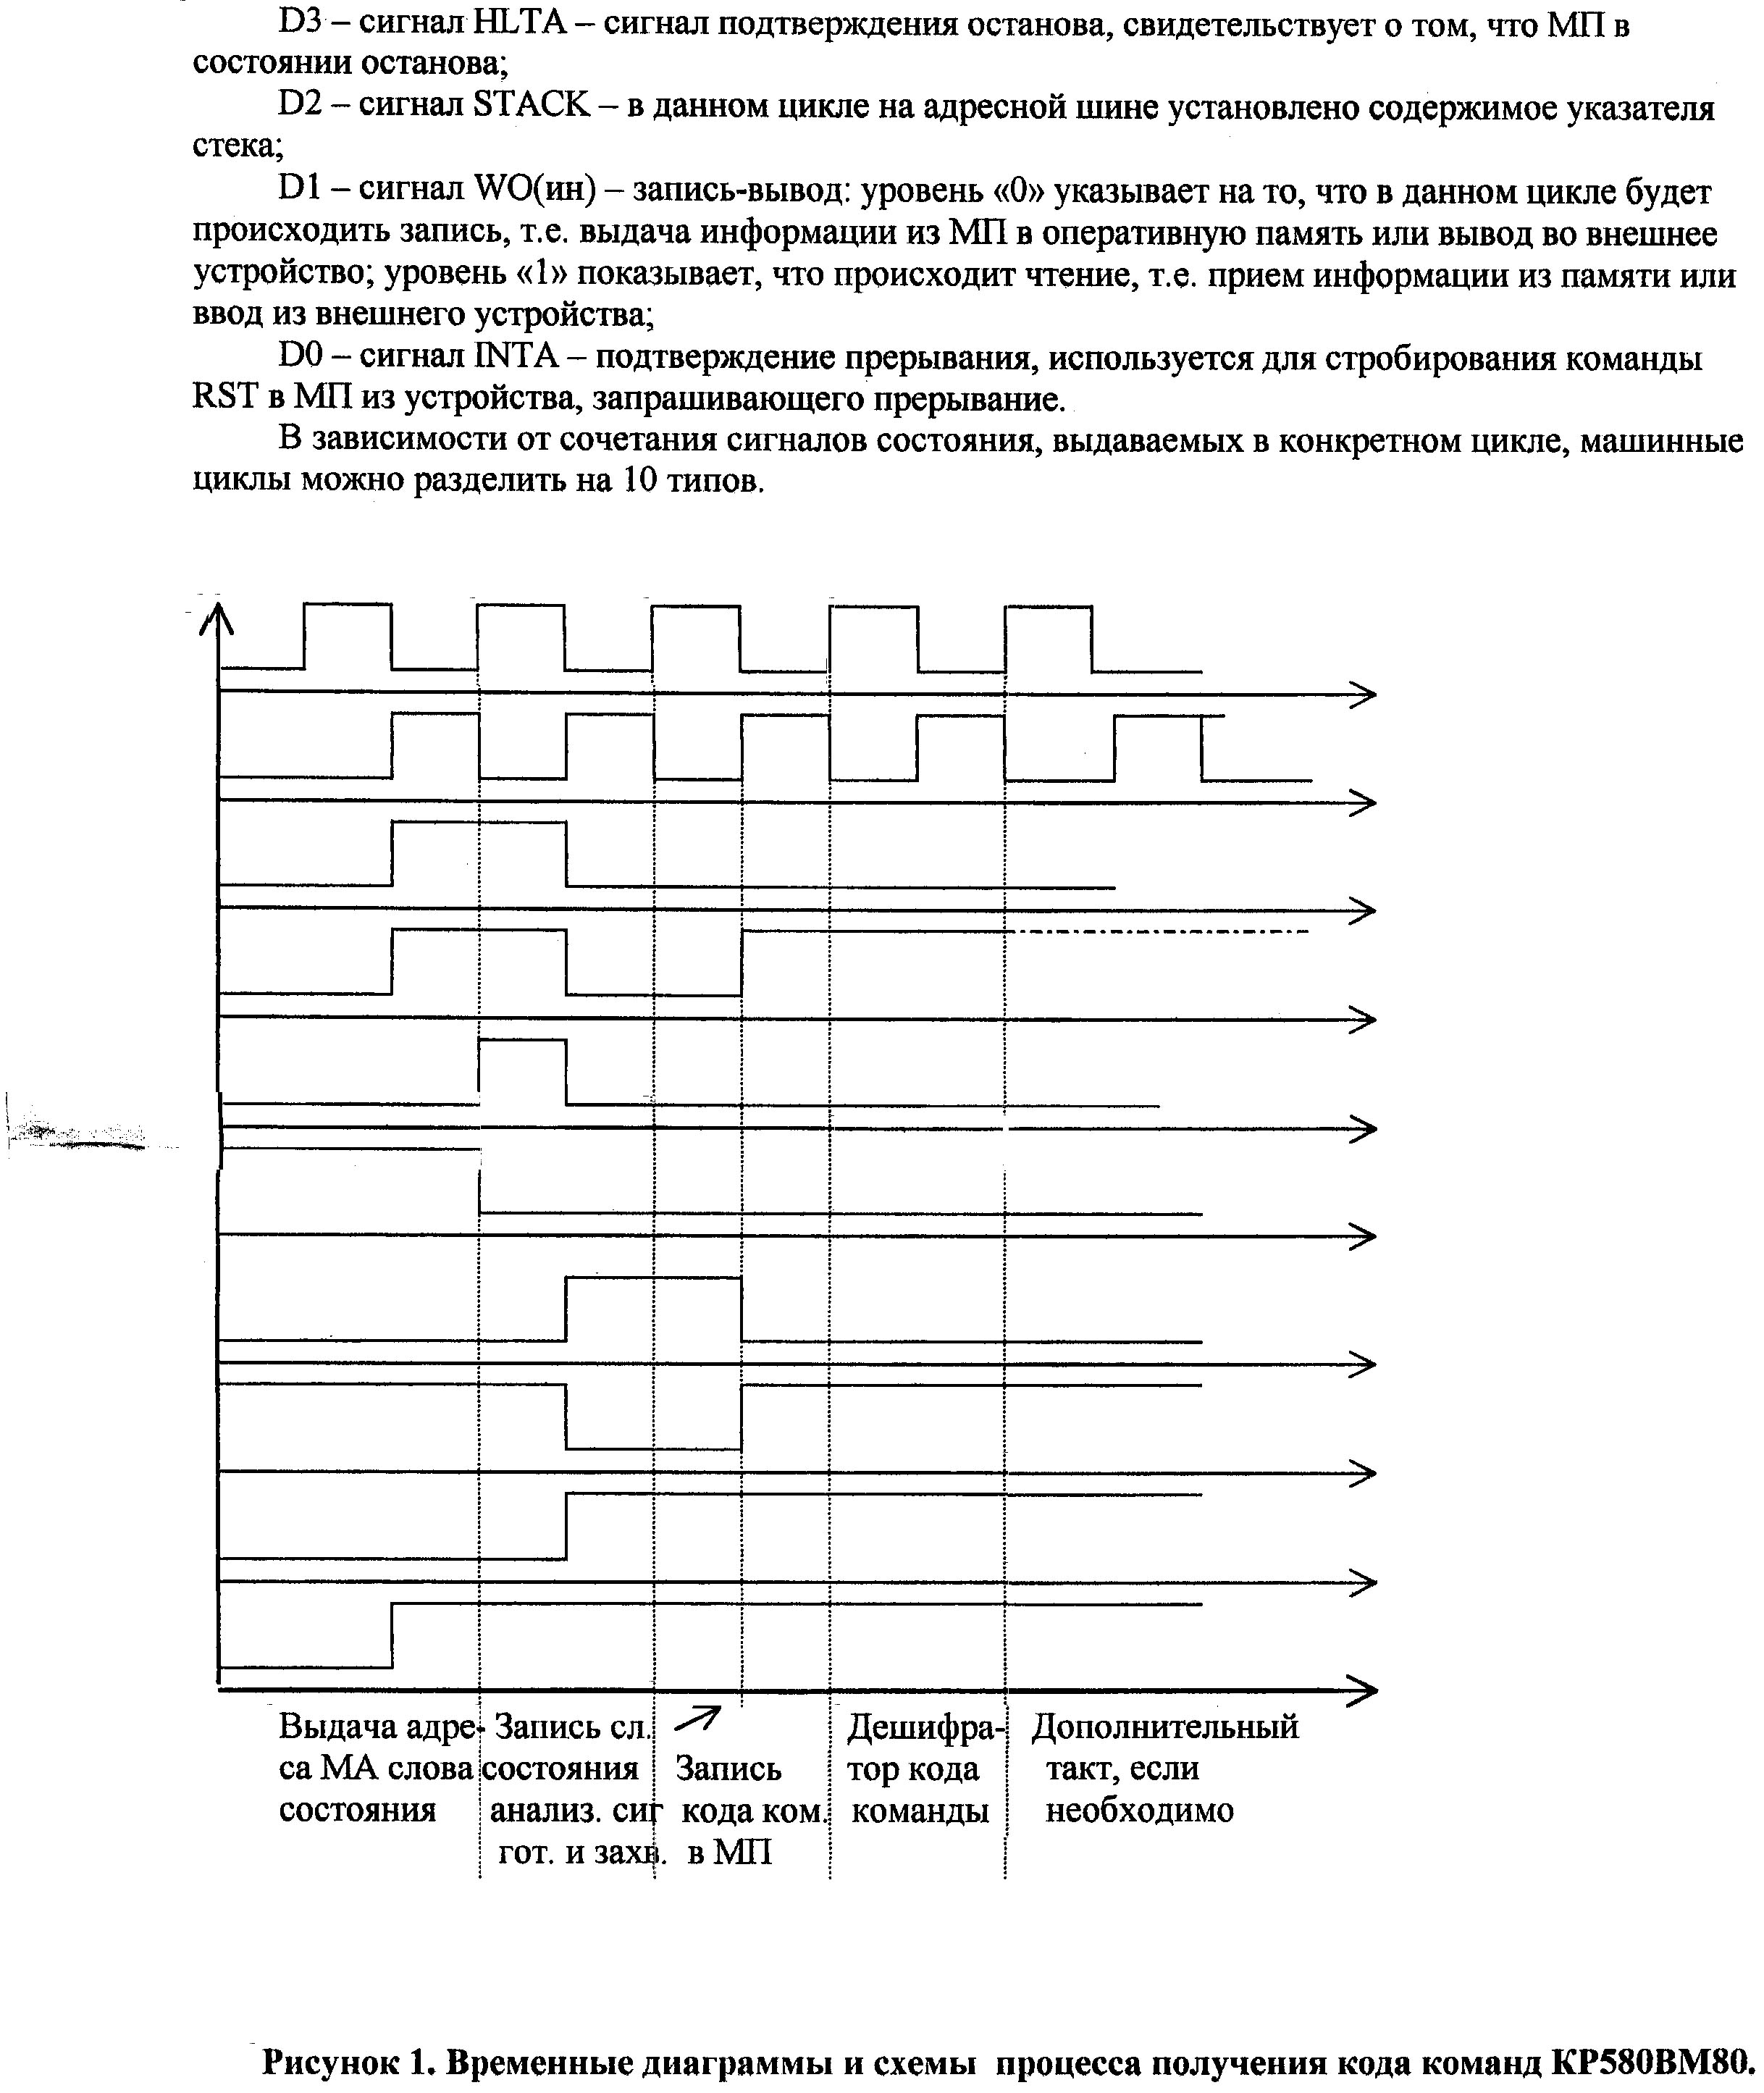 D3 – сигнал HLTA – сигнал подтверждения останова, свидетельствует о том, что МП в
состоянии останова;
D2 – сигнал STACK – в данном цикле на адресной шине установлено содержимое указателя
стека;
D1 – сигнал WO(ин) – запись-вывод: уровень «0» указывает на то, что в данном цикле будет
происходить запись, т.е. выдача информации из МП в оперативную память или вывод во внешнее
устройство; уровень «1» показывает, что происходит чтение, т.е. прием информации из памяти или
ввод из внешнего устройства;
D0 – сигнал INTA – подтверждение прерывания, используется для стробирования команды
RST в МП из устройства, запрашивающего прерывание.
В зависимости от сочетания сигналов состояния, выдаваемых в конкретном цикле, машинные
циклы можно разделить на 10 типов.
Выдача адре-
са МА слова
состояния
Запись сл.
состояния
анализ. сиг
гот. и захв.
Запись
кода ком.
в МП
Дешифра-
тор кода
команды
Дополнительный
такт, если
необходимо
Рисунок 1. Временные диаграммы и схемы процесса получения кода команд КР580ВМ80.